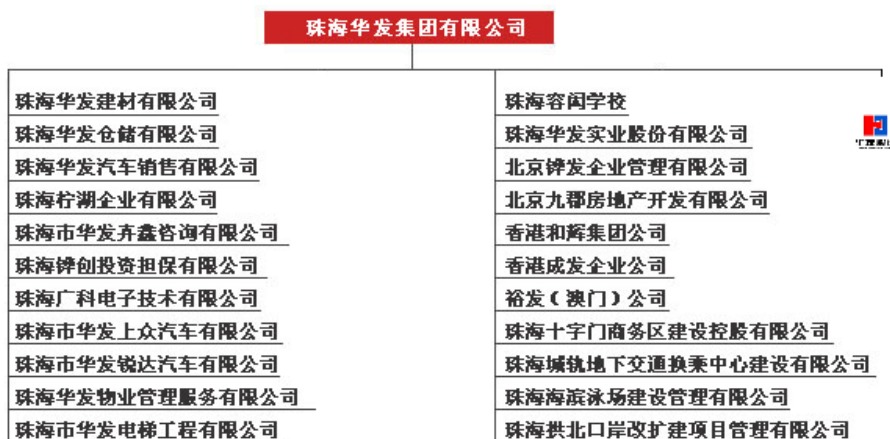 珠海华发集团有限公司
珠海华发建材有限公司
珠海华发仓储有限公司
珠海华发汽车销售有限公司
珠海柠湖企业有限公司
珠海市华发卉鑫咨询有限公司
珠海铧创投资担保有限公司
珠海广科电子技术有限公司
珠海市华发上众汽车有限公司
珠海市华发锐达汽车有限公司
珠海华发物业管理服务有限公司
珠海市华发电梯工程有限公司
珠海容闳学校
珠海华发实业股份有限公司
北京铧发企业管理有限公司
北京九郡房地产开发有限公司
香港和辉集团公司
香港成发企业公司
裕发（澳门）公司
珠海十字门商务区建设控股有限公司
珠海城轨地下交通换乘中心建设有限公司
珠海海滨泳场建设管理有限公司
珠海拱北口岸改扩建项目管理有限公司